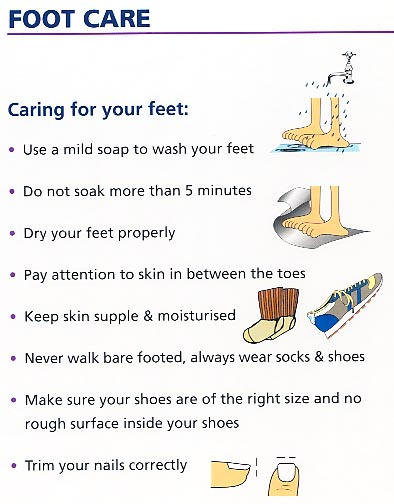 FOOT CARE
Caring for your feet:
• Use a mild soap to wash your feet
• Do not soak more than 5 minutes
• Dry your feet properly
• Pay attention to skin in between the toes
• Keep skin supple & moisturised
• Never walk bare footed, always wear socks & shoes
• Make sure your shoes are of the right size and no
rough surface inside your shoes
• Trim your nails correctly